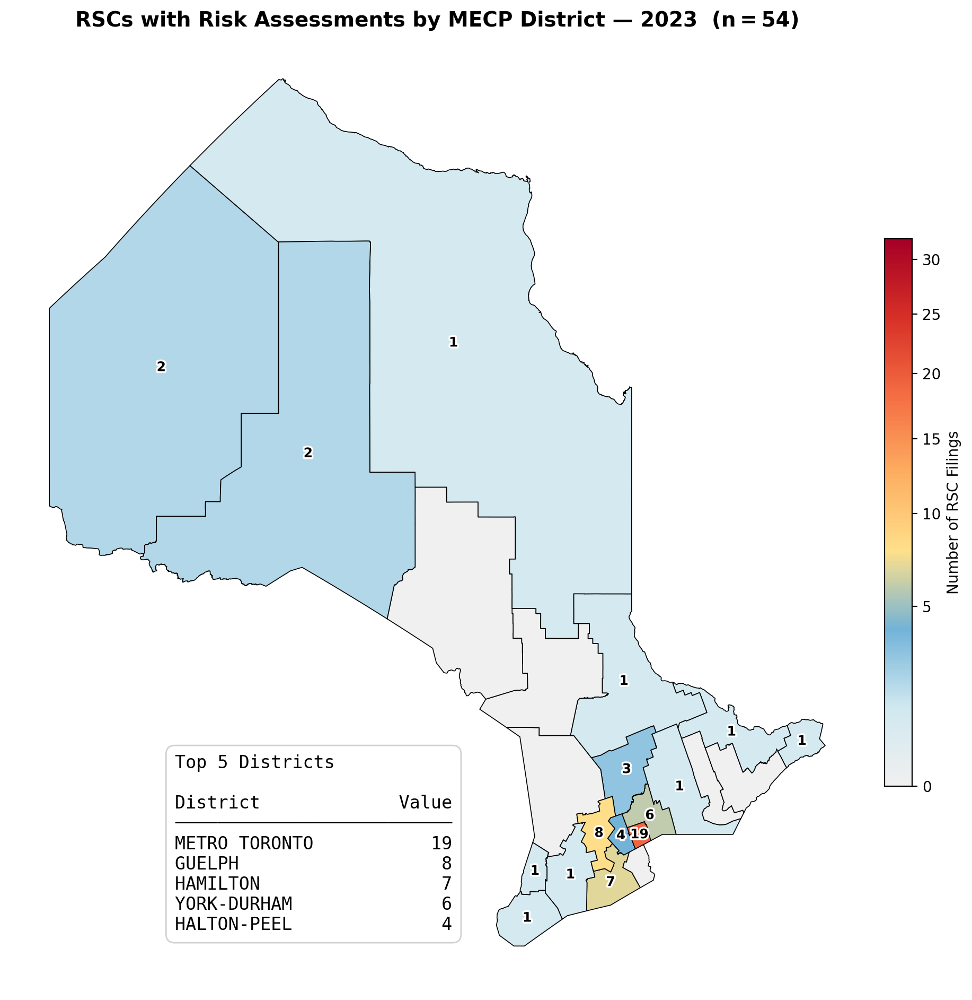 RSCs with Risk Assessments by MECP District — 2023 (n = 54)
1
2
2
1
1
1
3
1
6
8
4
19
1
1
7
1
Top 5 Districts
District Value
METRO TORONTO 19
GUELPH 8
HAMILTON 7
YORK-DURHAM 6
HALTON-PEEL 4
30
25
20
15
10
5
0
Number of RSC Filings